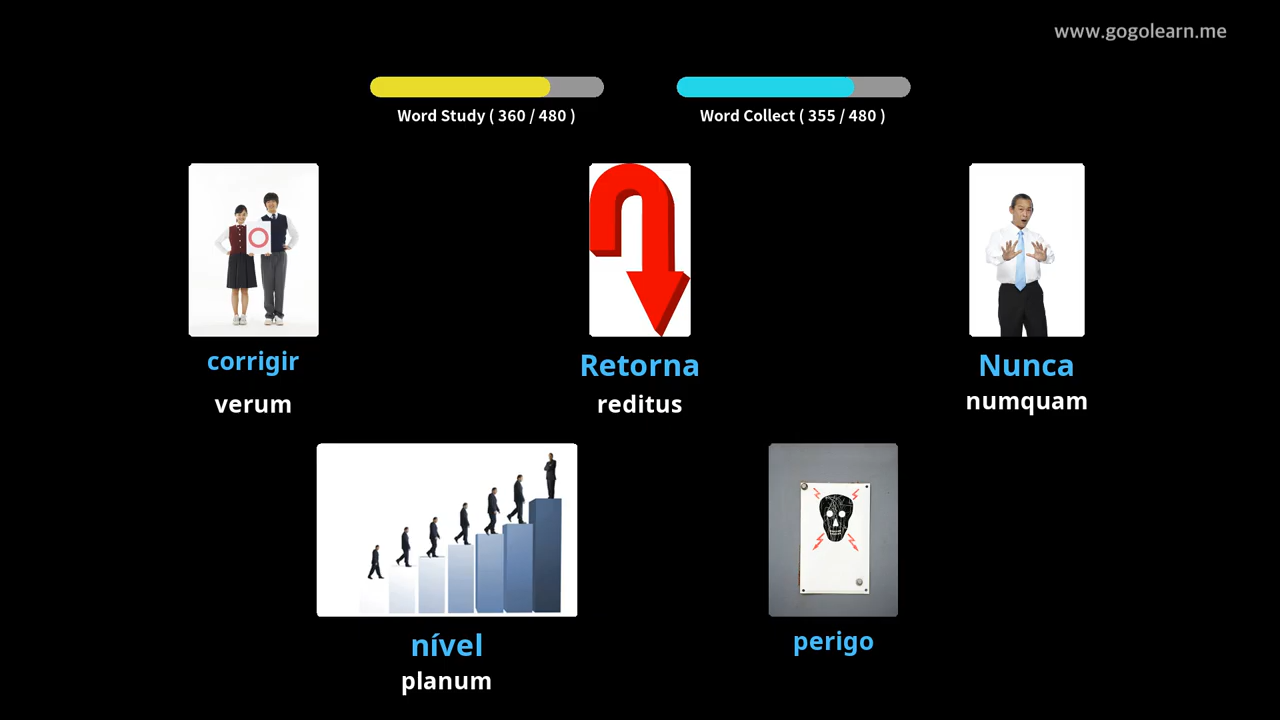 www.gogolearn.me
Word Study ( 360 / 480 )
Word Collect ( 355 / 480 )
corrigir
verum
Retorna
reditus
Nunca
numquam
nível
planum
perigo